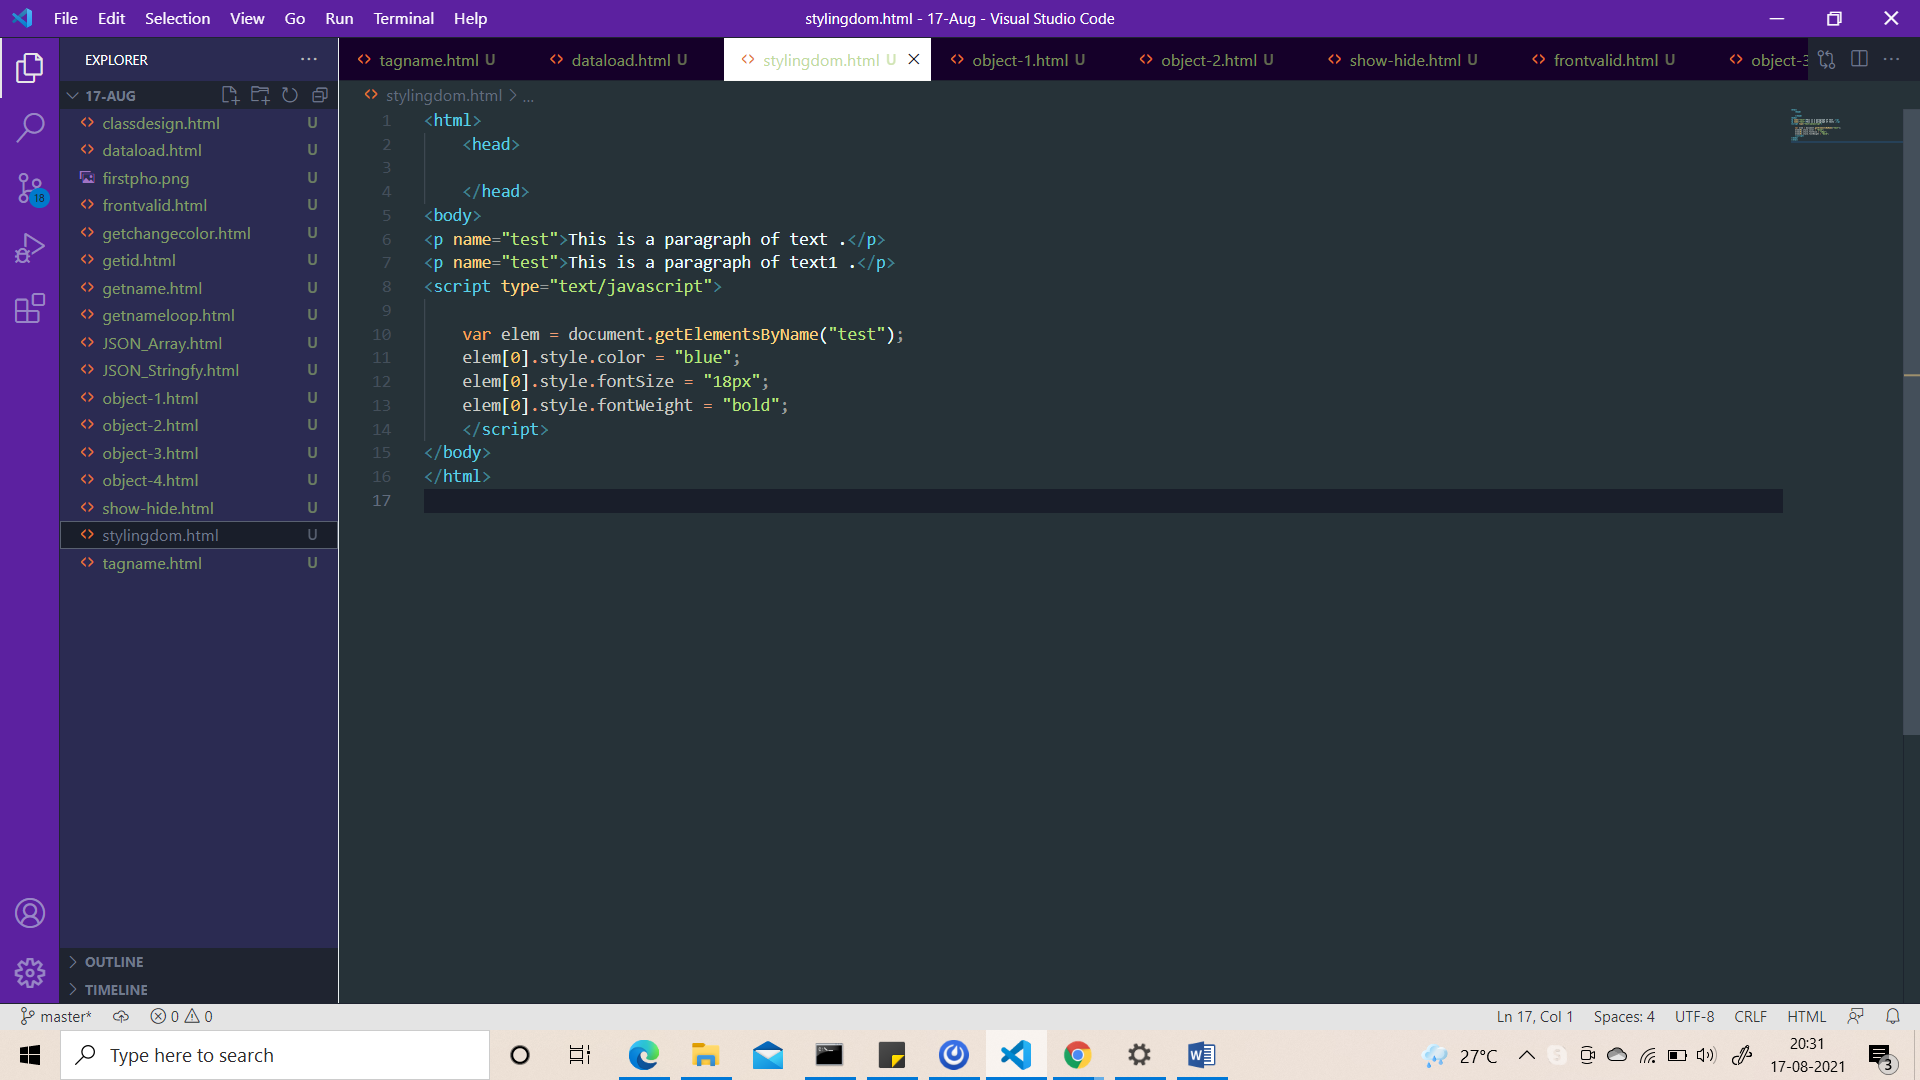 File Edit Selection View Go Run Terminal Help
stylingdom.html - 17-Aug - Visual Studio Code
EXPLORER
17-AUG
classdesign.html U
dataload.html U
firstpho.png U
frontvalid.html U
getchangecolor.html U
getid.html U
getname.html U
getnameloop.html U
JSON_Array.html U
JSON_Stringfy.html U
object-1.html U
object-2.html U
object-3.html U
object-4.html U
show-hide.html U
stylingdom.html U
tagname.html U
OUTLINE
TIMELINE
18
tagname.html U dataload.html U stylingdom.html U object-1.html U object-2.html U show-hide.html U frontvalid.html U object-3
stylingdom.html > ...
1 <html>
2 <head>
3
4 </head>
5 <body>
6 <p name="test">This is a paragraph of text .</p>
7 <p name="test">This is a paragraph of text1 .</p>
8 <script type="text/javascript">
9
10 var elem = document.getElementsByName("test");
11 elem[0].style.color = "blue";
12 elem[0].style.fontSize = "18px";
13 elem[0].style.fontWeight = "bold";
14 </script>
15 </body>
16 </html>
17
master* 0 0 Ln 17, Col 1 Spaces: 4 UTF-8 CRLF HTML
Type here to search
27°C
20:31
17-08-2021
3